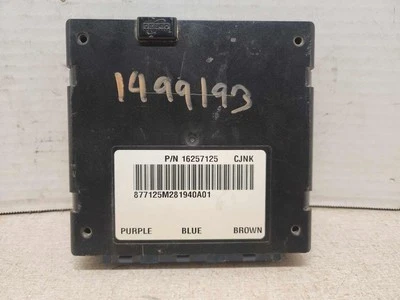 1499193
P/N 16257125 CJNK
877125M281940A01
PURPLE BLUE BROWN